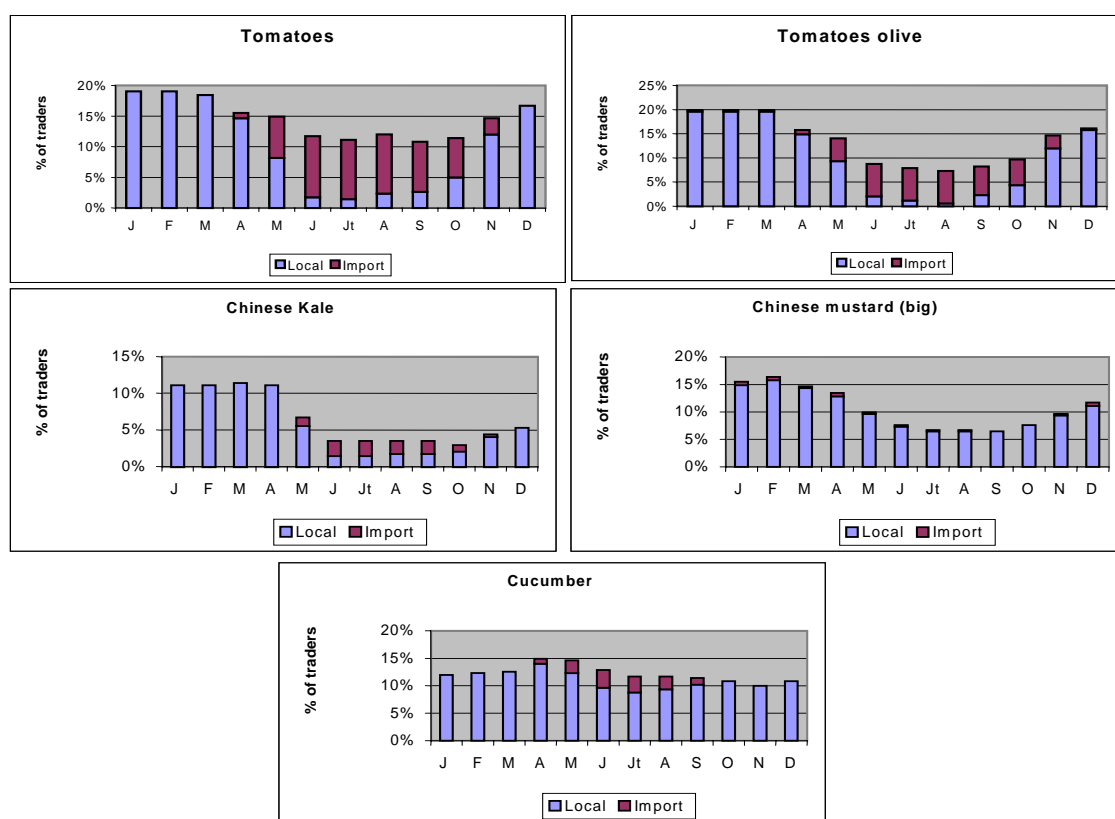 Tomatoes
% of traders
20%
15%
10%
5%
0%
J F M A M J Jt A S O N D
Local Import
Tomatoes olive
% of traders
25%
20%
15%
10%
5%
0%
J F M A M J Jt A S O N D
Local Import
Chinese Kale
% of traders
15%
10%
5%
0%
J F M A M J Jt A S O N D
Local Import
Chinese mustard (big)
% of traders
20%
15%
10%
5%
0%
J F M A M J Jt A S O N D
Local Import
Cucumber
% of traders
20%
15%
10%
5%
0%
J F M A M J Jt A S O N D
Local Import